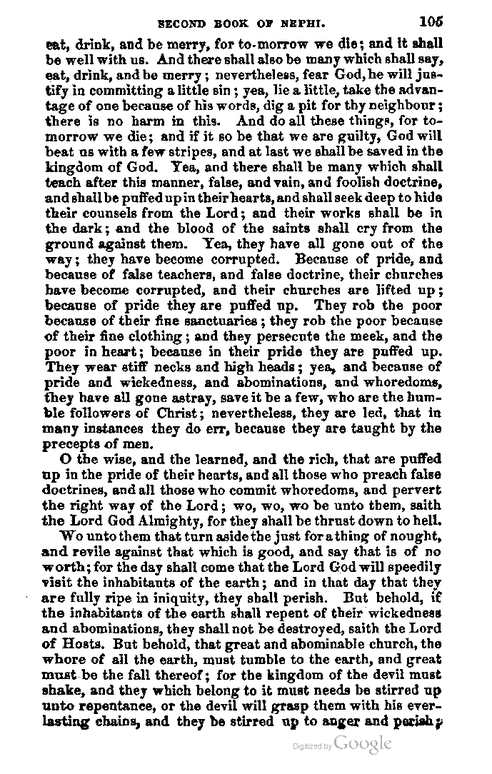 SECOND BOOK OF NEPHI. 105
eat, drink, and be merry, for to-morrow we die; and it shall
be well with us. And there shall also be many which shall say,
eat, drink, and be merry; nevertheless, fear God, he will jus-
tify in committing a little sin; yea, lie a little, take the advan-
tage of one because of his words, dig a pit for thy neighbour;
there is no harm in this. And do all these things, for to-
morrow we die; and if it so be that we are guilty, God will
beat us with a few stripes, and at last we shall be saved in the
kingdom of God. Yea, and there shall be many which shall
teach after this manner, false, and vain, and foolish doctrine,
and shall be puffed up in their hearts, and shall seek deep to hide
their counsels from the Lord; and their works shall be in
the dark; and the blood of the saints shall cry from the
ground against them. Yea, they have all gone out of the
way; they have become corrupted. Because of pride, and
because of false teachers, and false doctrine, their churches
have become corrupted, and their churches are lifted up;
because of pride they are puffed up. They rob the poor
because of their fine sanctuaries; they rob the poor because
of their fine clothing; and they persecute the meek, and the
poor in heart; because in their pride they are puffed up.
They wear stiff necks and high heads; yea, and because of
pride and wickedness, and abominations, and whoredoms,
they have all gone astray, save it be a few, who are the hum-
ble followers of Christ; nevertheless, they are led, that in
many instances they do err, because they are taught by the
precepts of men.
O the wise, and the learned, and the rich, that are puffed
up in the pride of their hearts, and all those who preach false
doctrines, and all those who commit whoredoms, and pervert
the right way of the Lord; wo, wo, wo be unto them, saith
the Lord God Almighty, for they shall be thrust down to hell.
Wo unto them that turn aside the just for a thing of nought,
and revile against that which is good, and say that is of no
worth; for the day shall come that the Lord God will speedily
visit the inhabitants of the earth; and in that day that they
are fully ripe in iniquity, they shall perish. But behold, if
the inhabitants of the earth shall repent of their wickedness
and abominations, they shall not be destroyed, saith the Lord
of Hosts. But behold, that great and abominable church, the
whore of all the earth, must tumble to the earth, and great
must be the fall thereof; for the kingdom of the devil must
shake, and they which belong to it must needs be stirred up
unto repentance, or the devil will grasp them with his ever-
lasting chains, and they be stirred up to anger and perish;
Digitized by Google